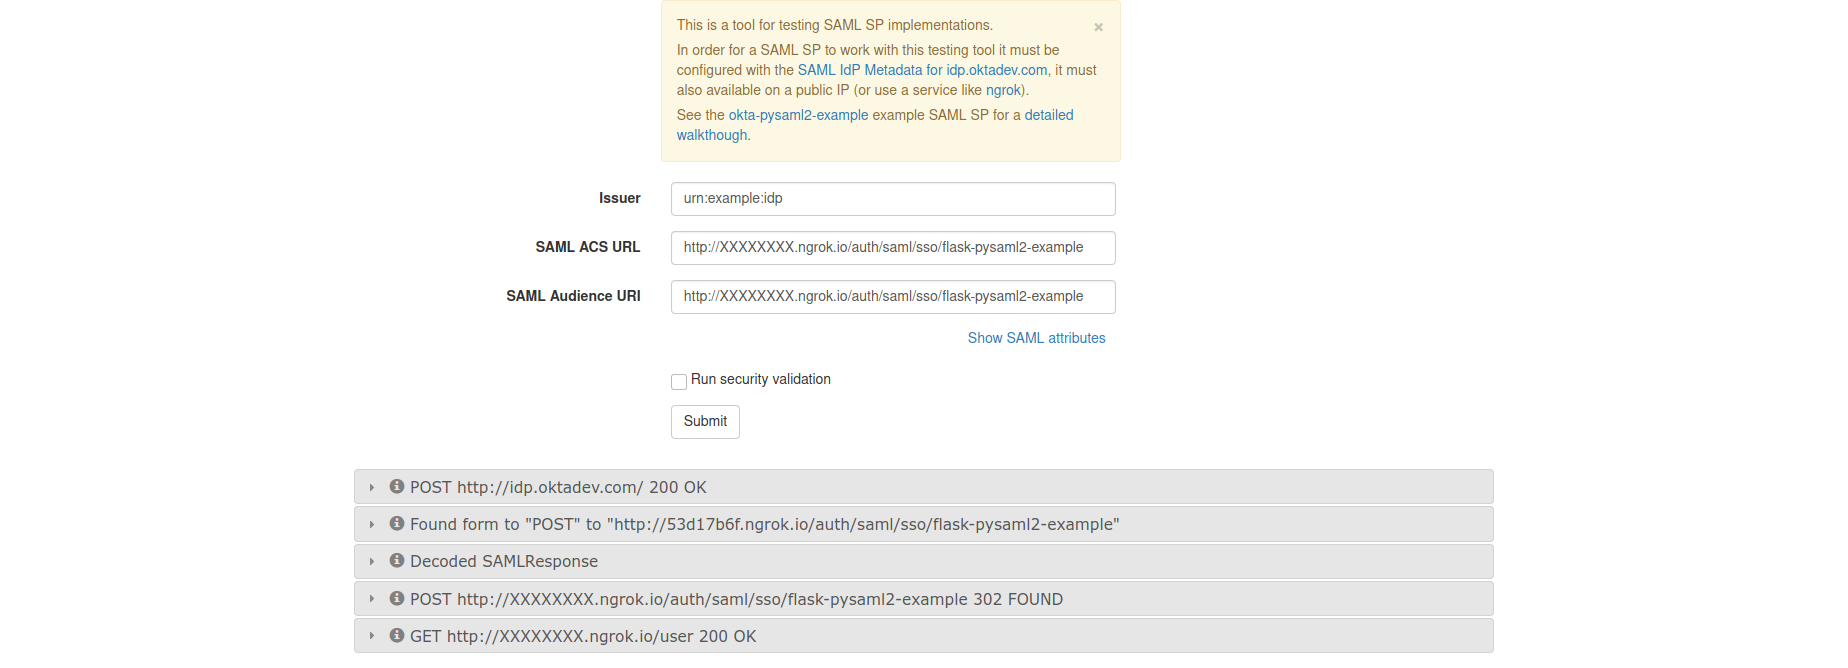 This is a tool for testing SAML SP implementations.
×
In order for a SAML SP to work with this testing tool it must be
configured with the SAML IdP Metadata for idp.oktadev.com, it must
also available on a public IP (or use a service like ngrok).
See the okta-pysaml2-example example SAML SP for a detailed
walkthough.
Issuer urn:example:idp
SAML ACS URL http://XXXXXXXX.ngrok.io/auth/saml/sso/flask-pysaml2-example
SAML Audience URI http://XXXXXXXX.ngrok.io/auth/saml/sso/flask-pysaml2-example
Show SAML attributes
Run security validation
Submit
POST http://idp.oktadev.com/ 200 OK
Found form to "POST" to "http://53d17b6f.ngrok.io/auth/saml/sso/flask-pysaml2-example"
Decoded SAMLResponse
POST http://XXXXXXXX.ngrok.io/auth/saml/sso/flask-pysaml2-example 302 FOUND
GET http://XXXXXXXX.ngrok.io/user 200 OK